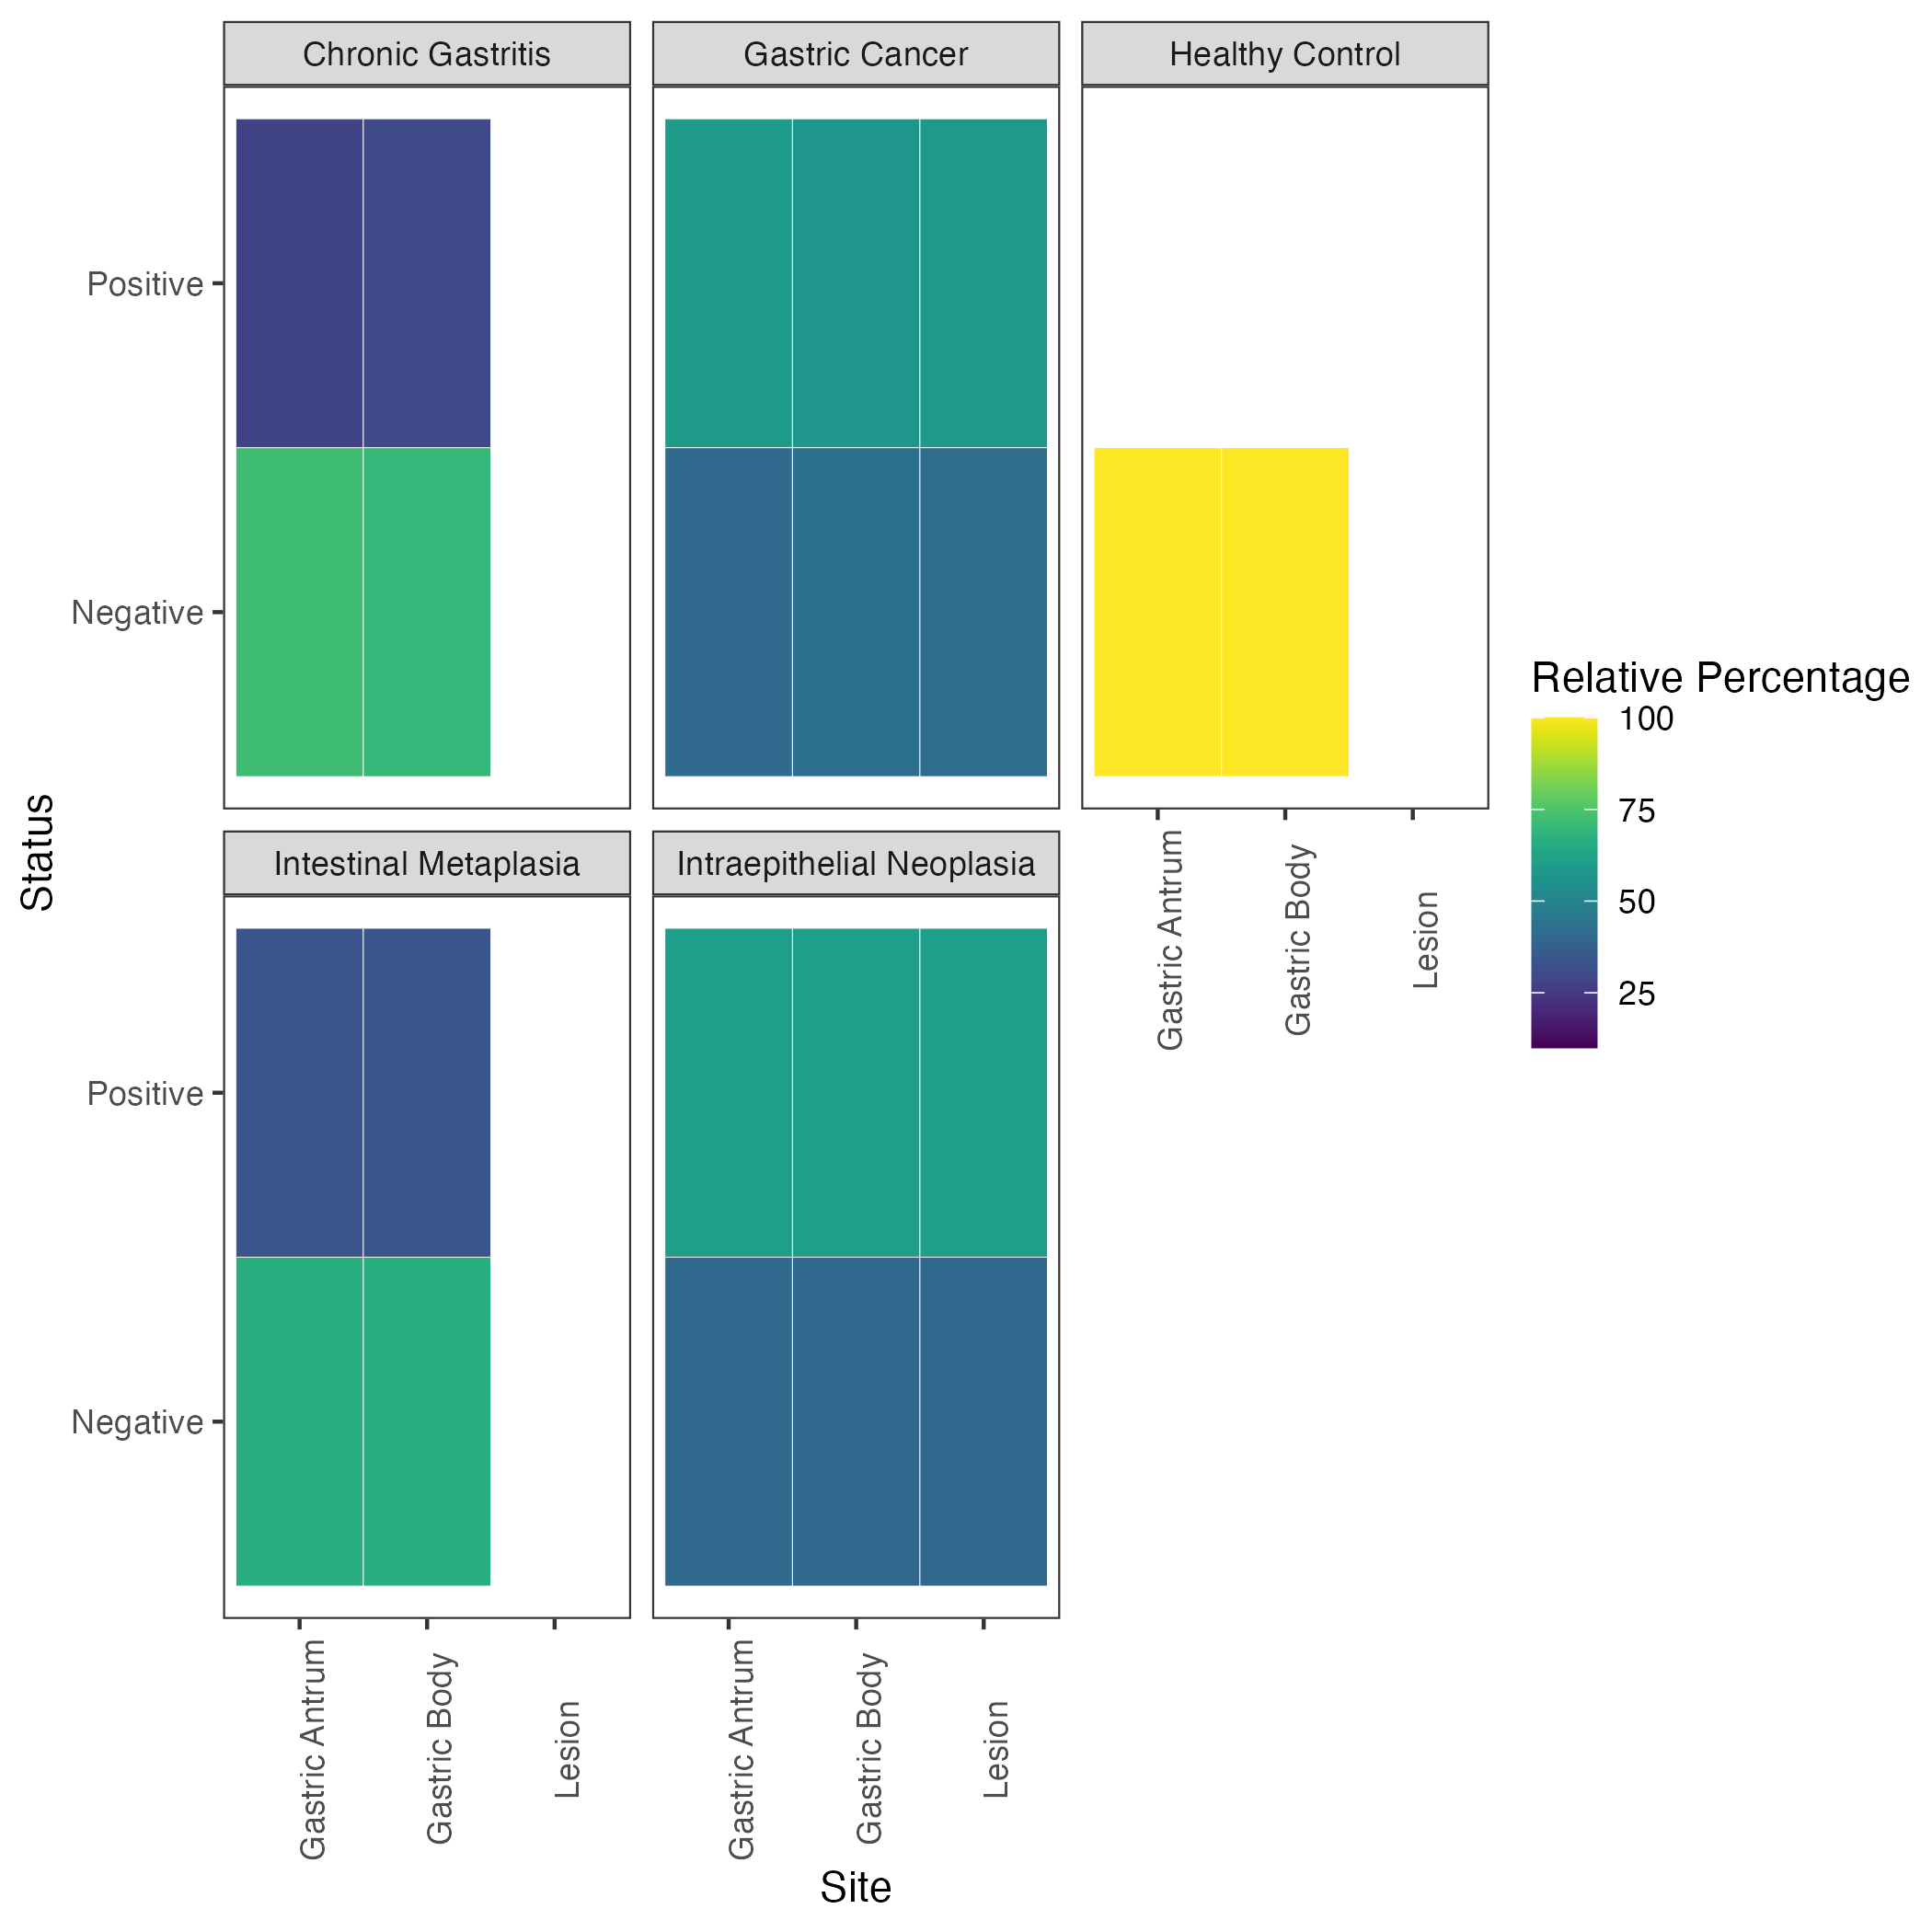 Chronic Gastritis
Gastric Cancer
Healthy Control
Positive
Negative
Status
Gastric Antrum
Gastric Body
Lesion
Relative Percentage
100
75
50
25
Intestinal Metaplasia
Intraepithelial Neoplasia
Positive
Negative
Gastric Antrum
Gastric Body
Lesion
Gastric Antrum
Gastric Body
Lesion
Site